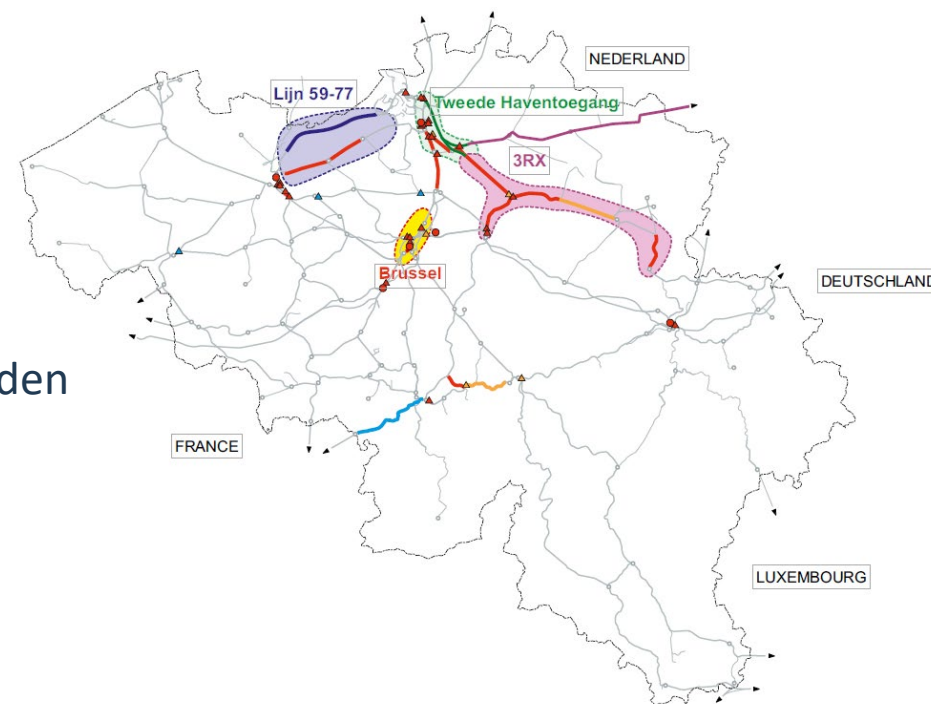 NEDERLAND
Lijn 59-77
Tweede Haventoegang
3RX
Brussel
DEUTSCHLAND
den
FRANCE
LUXEMBOURG